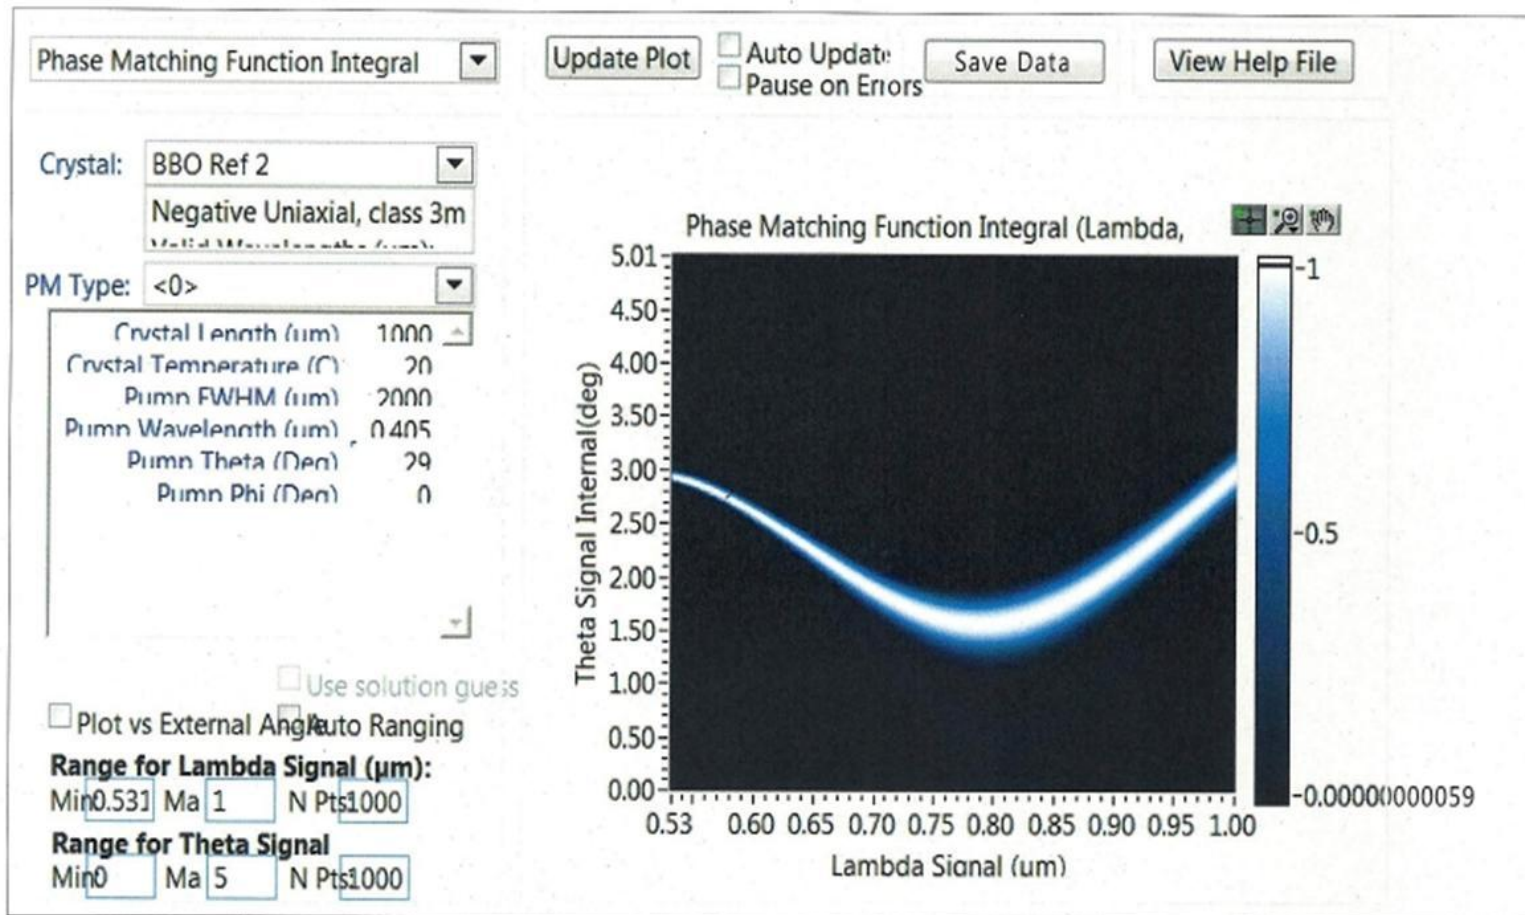 Phase Matching Function Integral
Update Plot
Auto Update
Pause on Errors
Save Data
View Help File
Crystal: BBO Ref 2
Negative Uniaxial, class 3m
Valid Wavelengths (um):
PM Type: <0>
Crystal Length (um) 1000
Crystal Temperature (C) 20
Pump FWHM (um) 2000
Pump Wavelength (um) 0.405
Pump Theta (Deg) 29
Pump Phi (Deg) 0
Use solution guess
Plot vs External Angle
Auto Ranging
Range for Lambda Signal (µm):
Min 0.531 Ma 1 N Pts: 1000
Range for Theta Signal
Min 0 Ma 5 N Pts: 1000
Phase Matching Function Integral (Lambda,
Theta Signal Internal(deg)
5.01
4.50
4.00
3.50
3.00
2.50
2.00
1.50
1.00
0.50
0.00
0.53 0.60 0.65 0.70 0.75 0.80 0.85 0.90 0.95 1.00
Lambda Signal (um)
1
0.5
0.00000000059